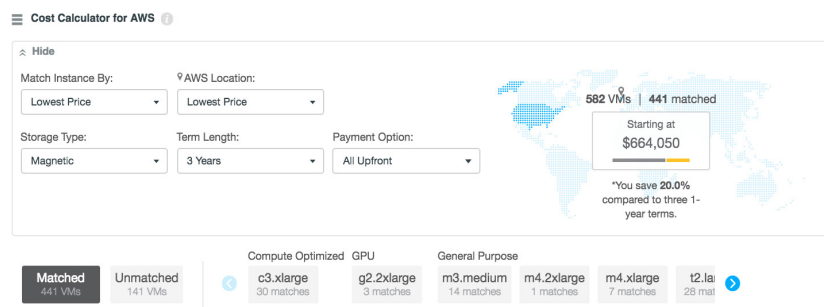 Cost Calculator for AWS
Hide
Match Instance By:
AWS Location:
Lowest Price
Lowest Price
582 VMs | 441 matched
Starting at
$664,050
Storage Type:
Term Length:
Payment Option:
Magnetic
3 Years
All Upfront
*You save 20.0%
compared to three 1-
year terms.
Compute Optimized
GPU
General Purpose
Matched
441 VMs
Unmatched
141 VMs
c3.xlarge
30 matches
g2.2xlarge
3 matches
m3.medium
14 matches
m4.2xlarge
1 matches
m4.xlarge
7 matches
t2.lar
28 mat